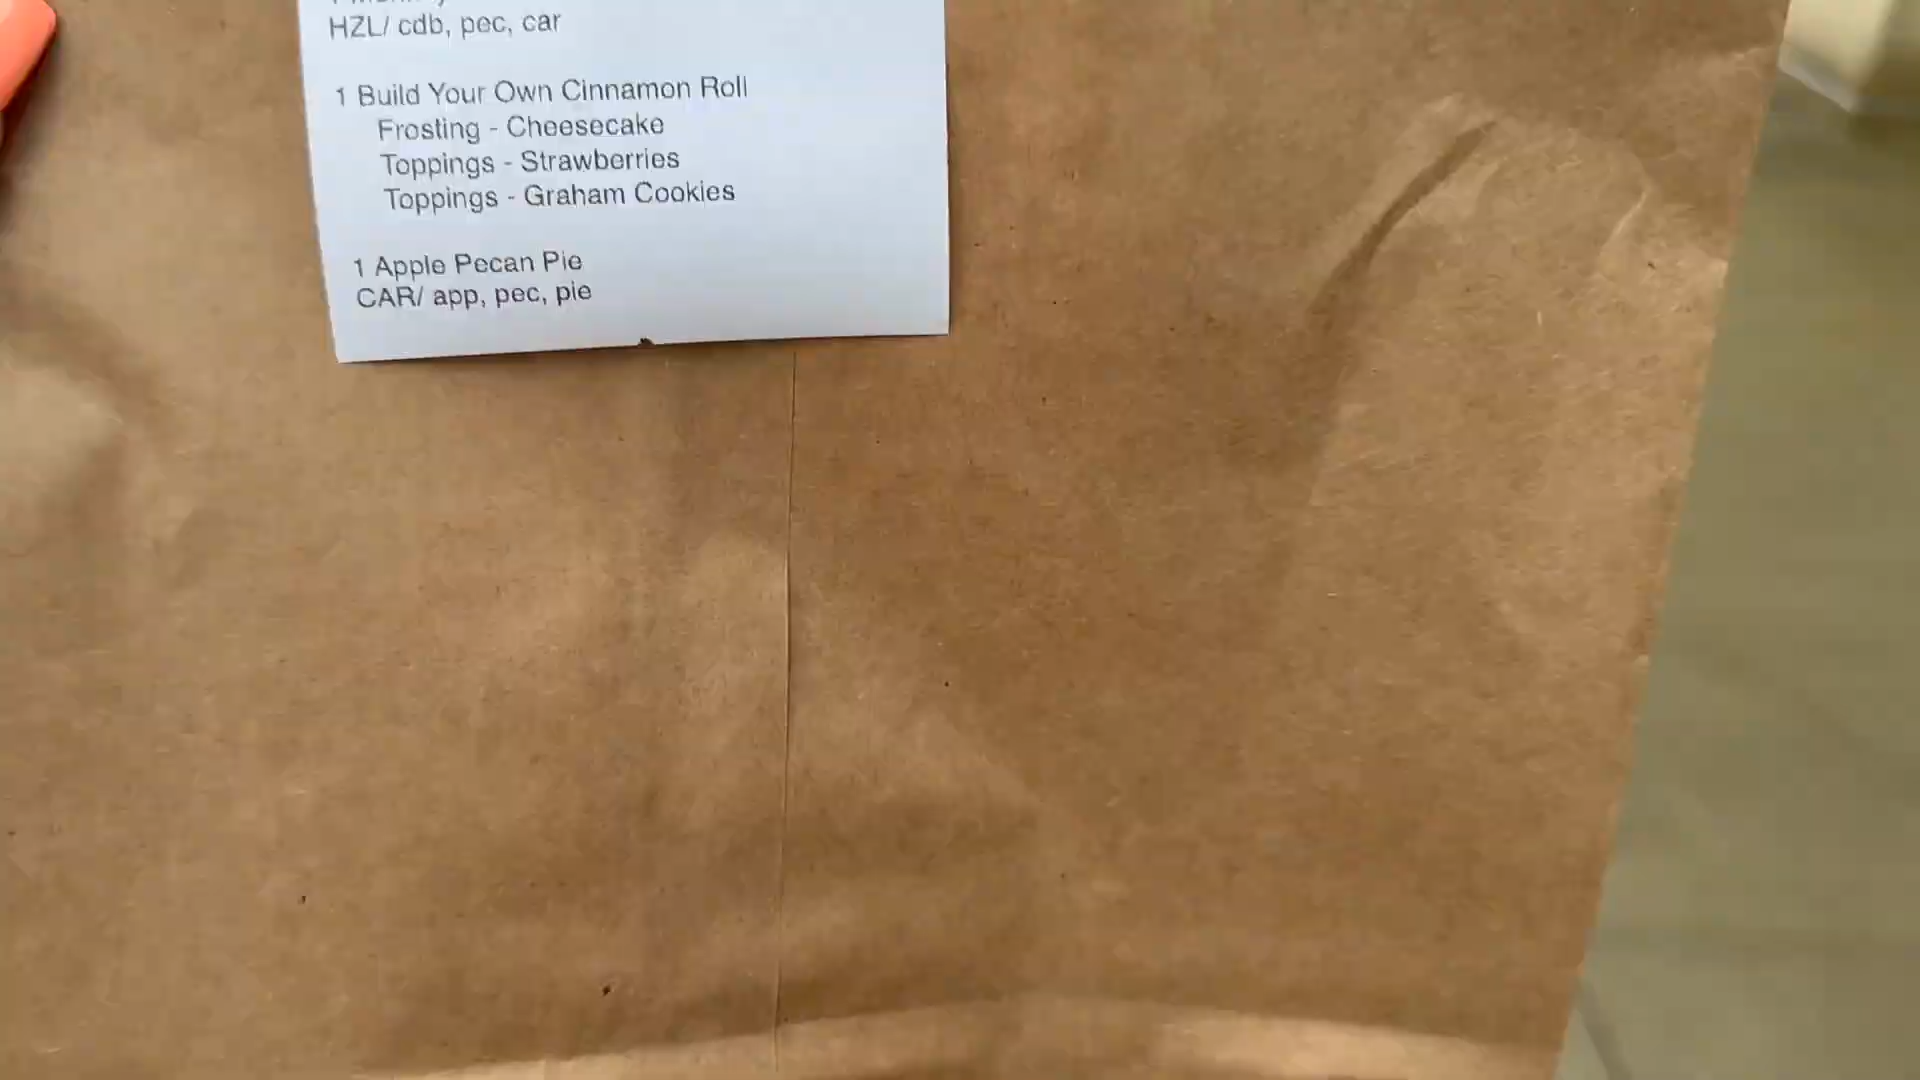 HZL/ cdb, pec, car
1 Build Your Own Cinnamon Roll
Frosting - Cheesecake
Toppings - Strawberries
Toppings - Graham Cookies
1 Apple Pecan Pie
CAR/ app, pec, pie